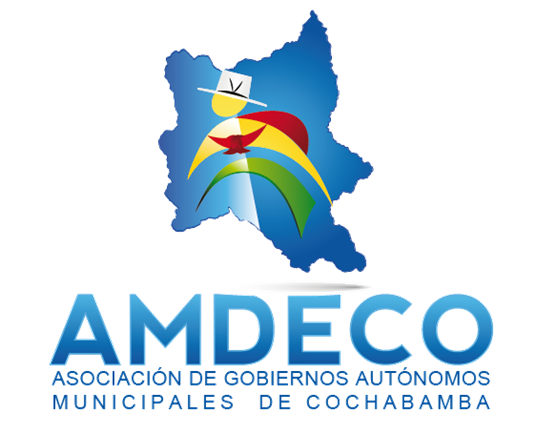 AMDECO
ASOCIACIÓN DE GOBIERNOS AUTÓNOMOS
MUNICIPALES DE COCHABAMBA